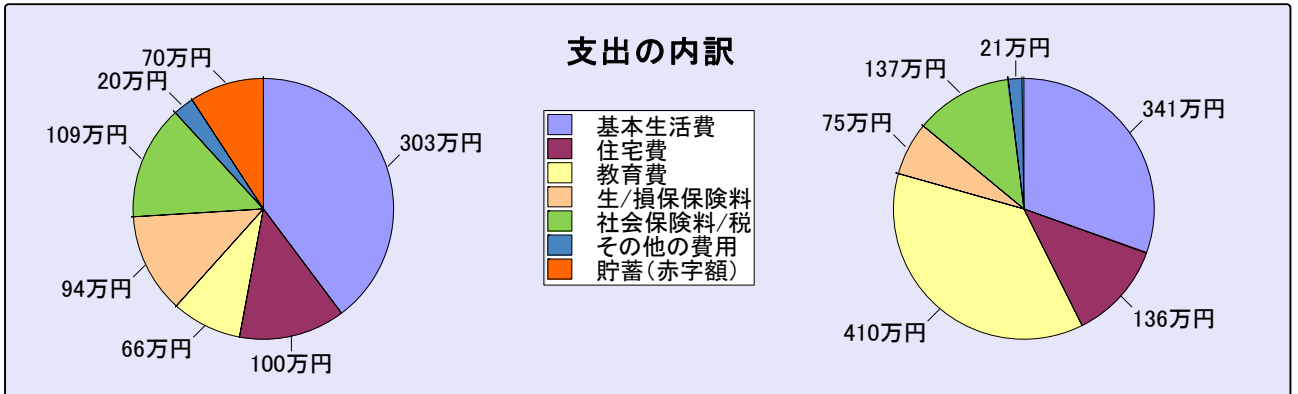 支出の内訳
70万円
20万円
109万円
94万円
66万円
100万円
303万円
基本生活費
住宅費
教育費
生/損保保険料
社会保険料/税
その他の費用
貯蓄(赤字額)
21万円
137万円
75万円
410万円
136万円
341万円